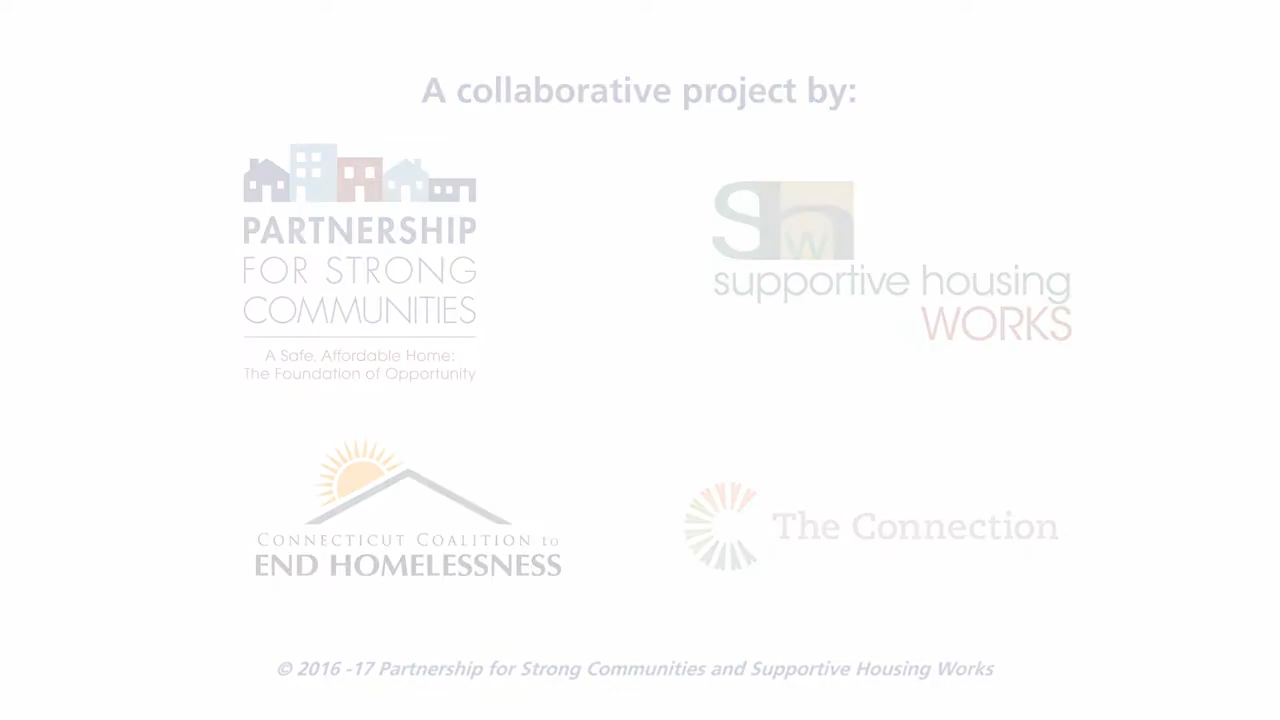 A collaborative project by:
PARTNERSHIP
FOR STRONG
COMMUNITIES
A Safe, Affordable Home:
The Foundation of Opportunity
shw
supportive housing
WORKS
CONNECTICUT COALITION to
END HOMELESSNESS
The Connection
© 2016 -17 Partnership for Strong Communities and Supportive Housing Works